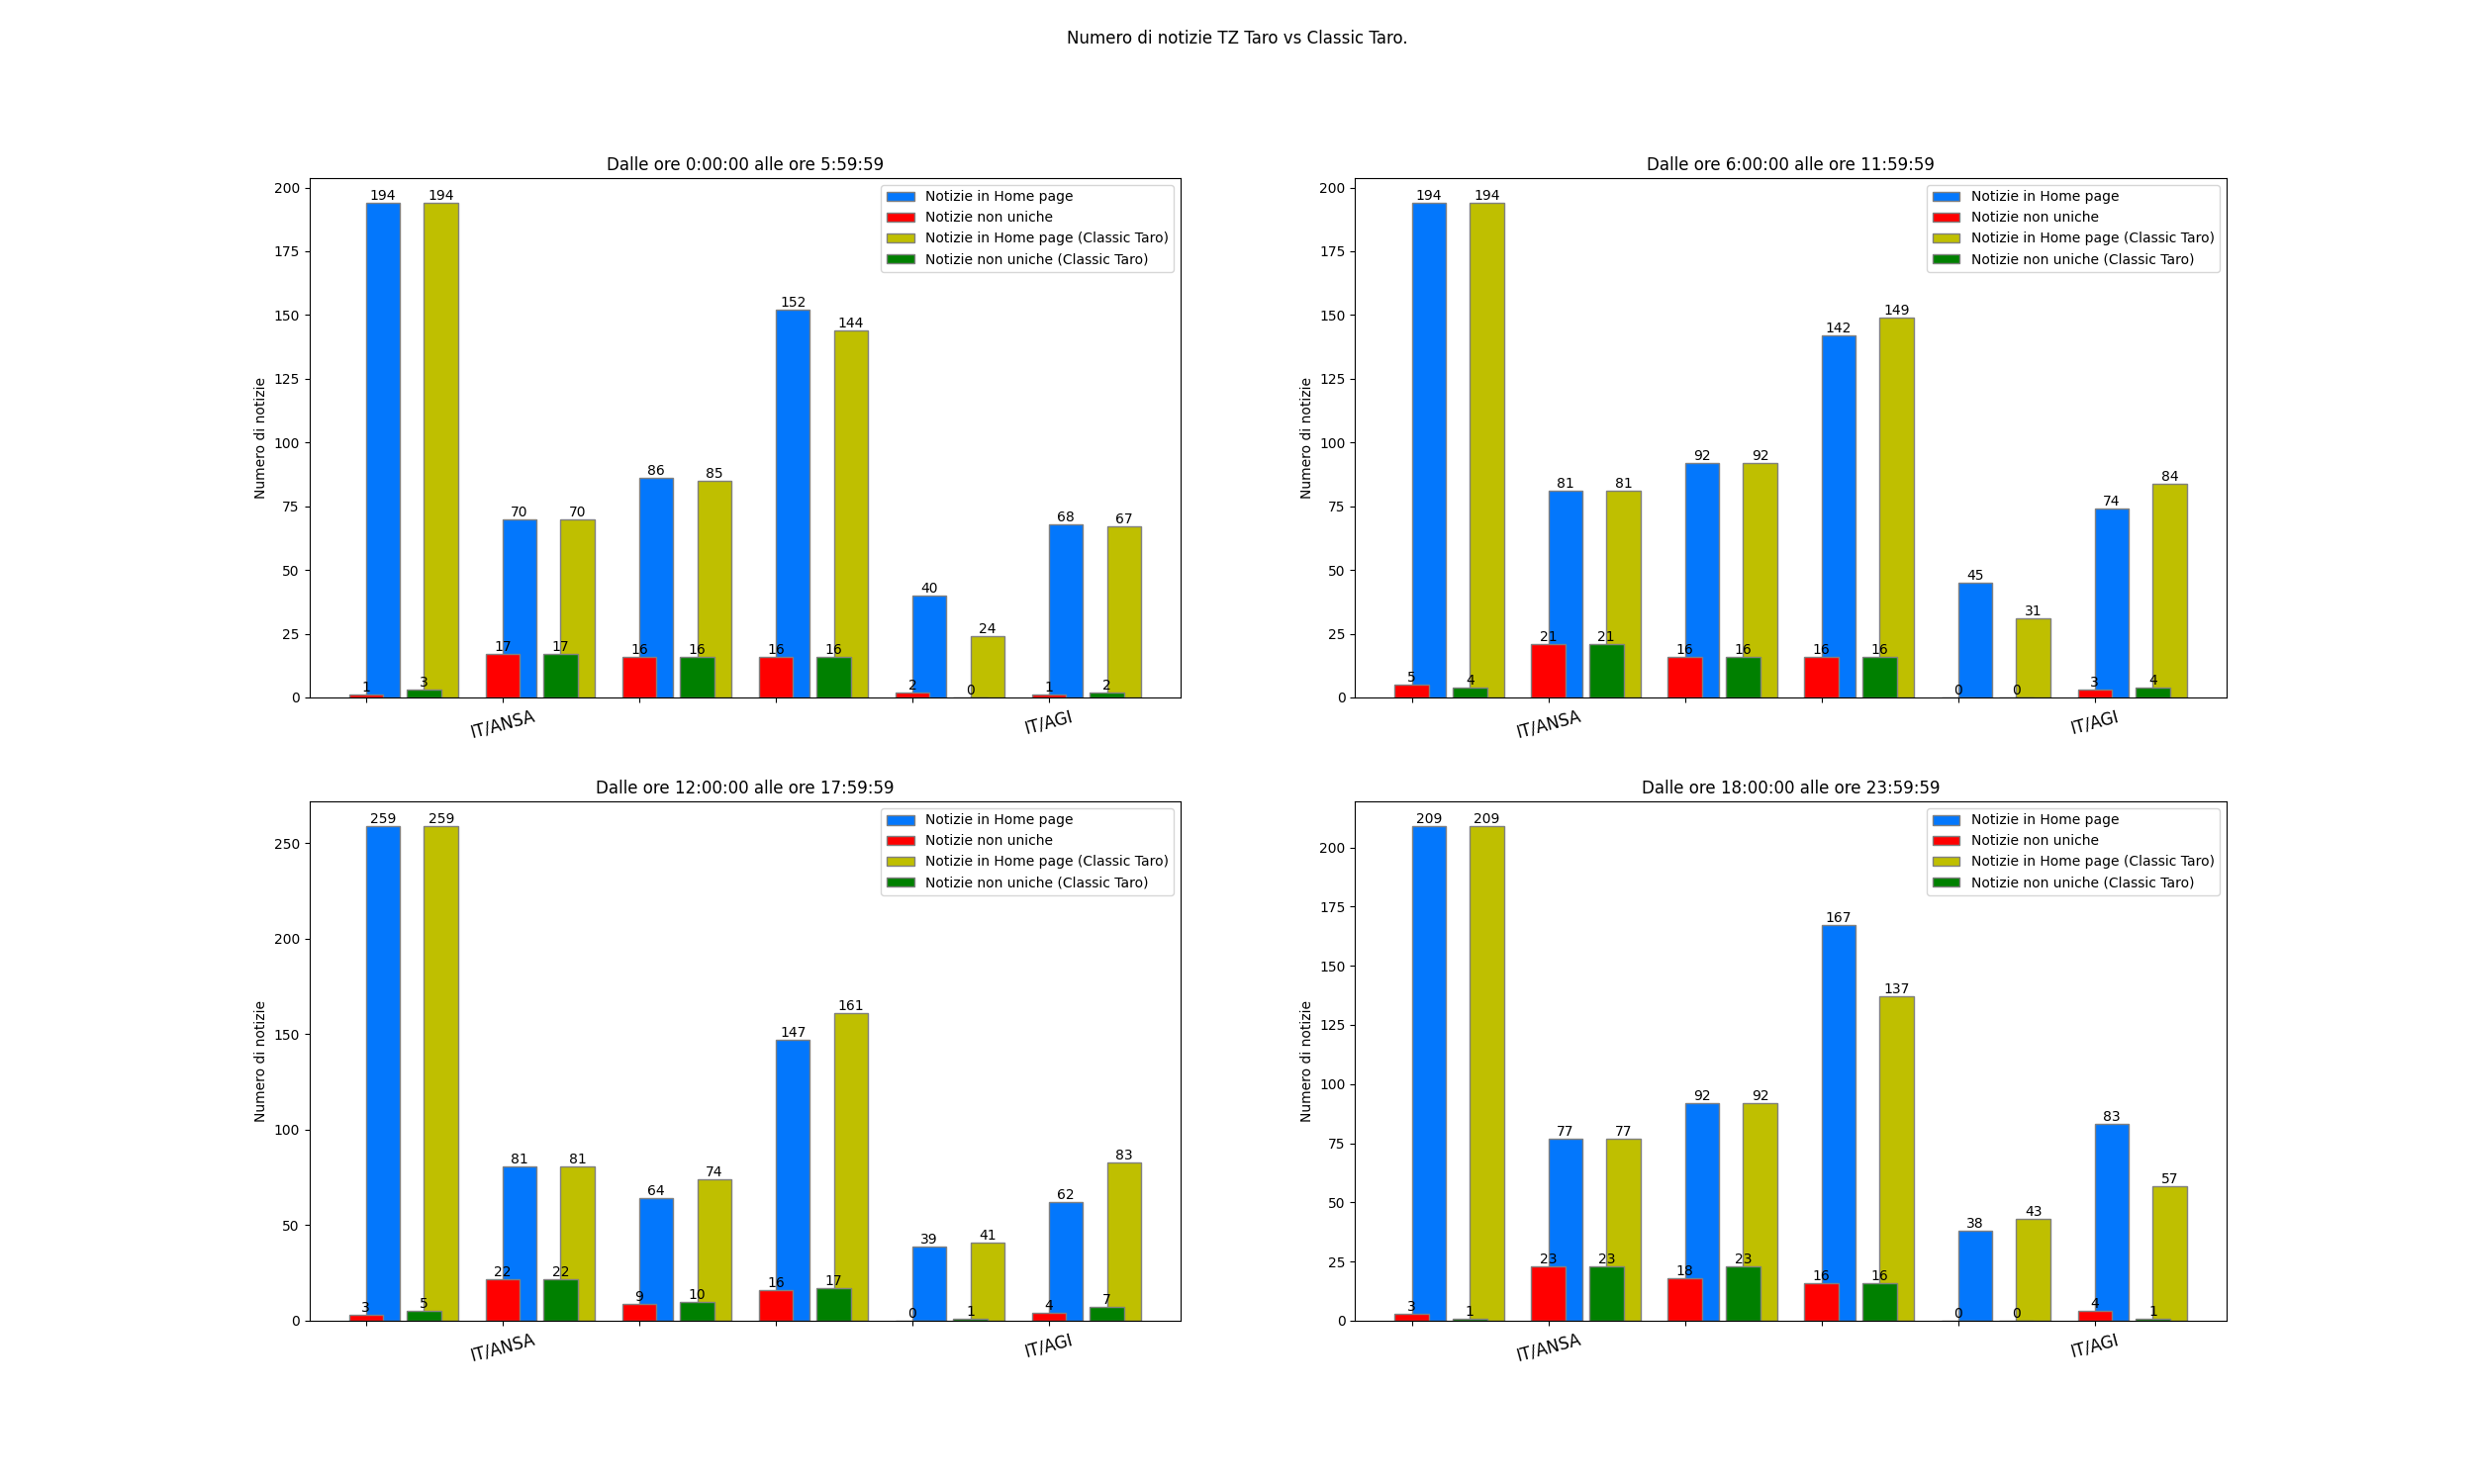 Numero di notizie TZ Taro vs Classic Taro.
Dalle ore 0:00:00 alle ore 5:59:59
Numero di notizie
200
175
150
125
100
75
50
25
0
194 194
152
144
86 85
70 70
68 67
40
24
1 3 17 17 16 16 16 16 2 0 1 2
Notizie in Home page
Notizie non uniche
Notizie in Home page (Classic Taro)
Notizie non uniche (Classic Taro)
IT/ANSA IT/AGI
Dalle ore 6:00:00 alle ore 11:59:59
Numero di notizie
200
175
150
125
100
75
50
25
0
194 194
142 149
92 92
81 81
74 84
45
31
5 4 21 21 16 16 16 16 0 0 3 4
Notizie in Home page
Notizie non uniche
Notizie in Home page (Classic Taro)
Notizie non uniche (Classic Taro)
IT/ANSA IT/AGI
Dalle ore 12:00:00 alle ore 17:59:59
Numero di notizie
250
200
150
100
50
0
259 259
147 161
81 81
64 74
62 83
39 41
3 5 22 22 9 10 16 17 0 1 4 7
Notizie in Home page
Notizie non uniche
Notizie in Home page (Classic Taro)
Notizie non uniche (Classic Taro)
IT/ANSA IT/AGI
Dalle ore 18:00:00 alle ore 23:59:59
Numero di notizie
200
175
150
125
100
75
50
25
0
209 209
167
137
92 92
77 77
83 57
38 43
3 1 23 23 18 23 16 16 0 0 4 1
Notizie in Home page
Notizie non uniche
Notizie in Home page (Classic Taro)
Notizie non uniche (Classic Taro)
IT/ANSA IT/AGI